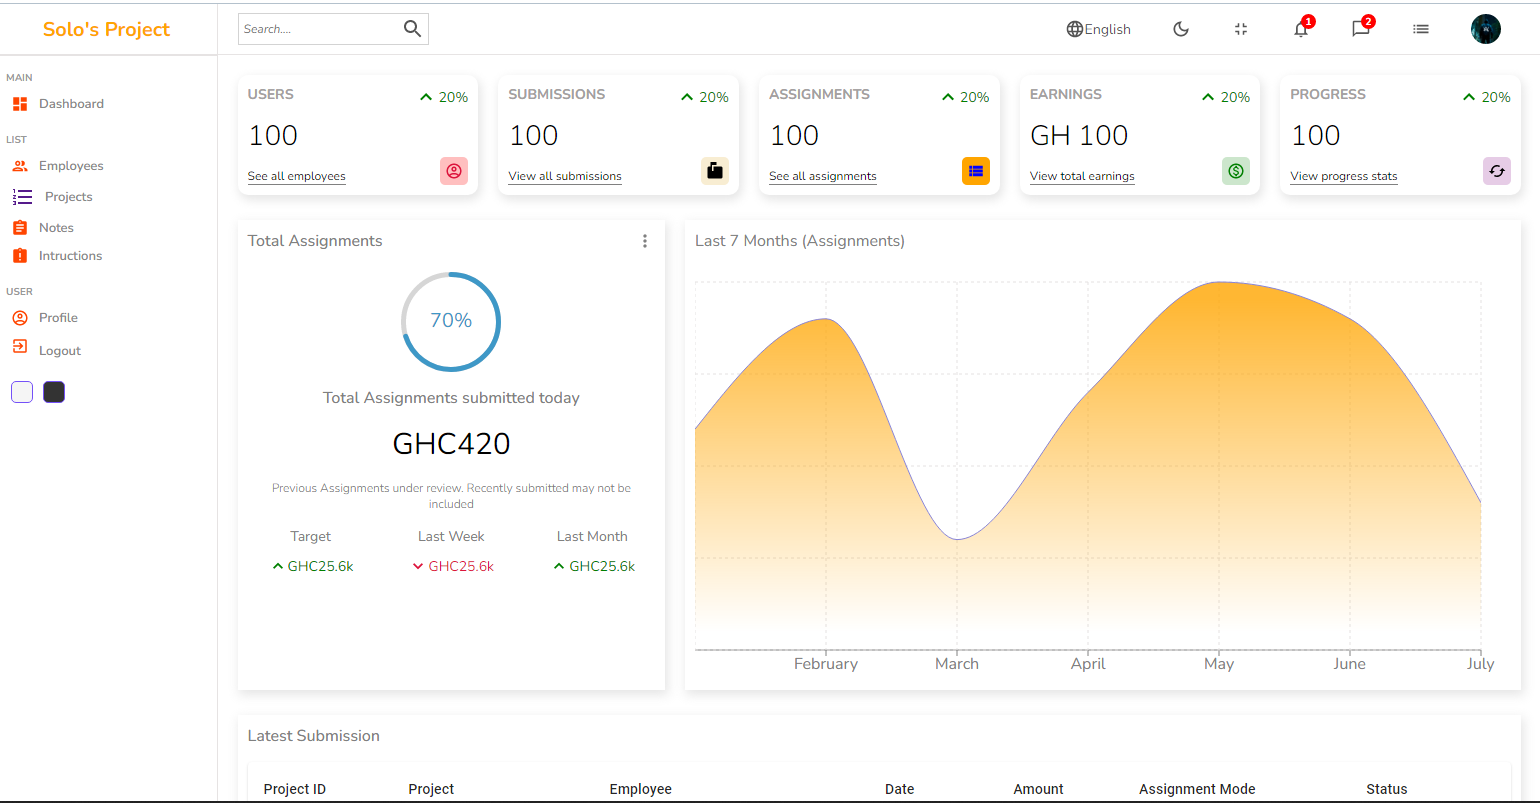 Solo's Project
Search....
English
1
2
MAIN
Dashboard
LIST
Employees
Projects
Notes
Intructions
USER
Profile
Logout
USERS
20%
100
See all employees
SUBMISSIONS
20%
100
View all submissions
ASSIGNMENTS
20%
100
See all assignments
EARNINGS
20%
GH 100
View total earnings
PROGRESS
20%
100
View progress stats
Total Assignments
70%
Total Assignments submitted today
GHC420
Previous Assignments under review. Recently submitted may not be
included
Target Last Week Last Month
GHC25.6k GHC25.6k GHC25.6k
Last 7 Months (Assignments)
February March April May June July
Latest Submission
Project ID Project Employee Date Amount Assignment Mode Status